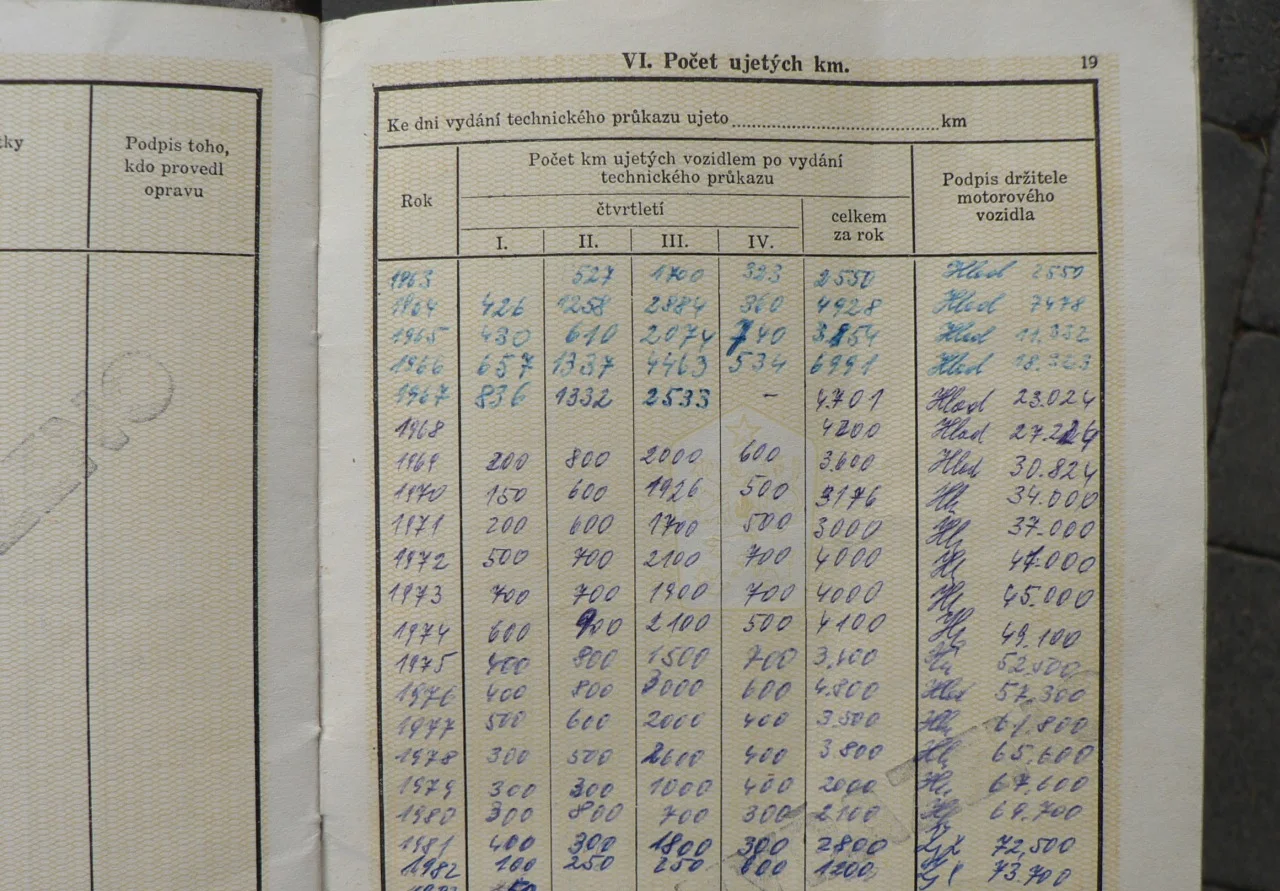 tky
Podpis toho,
kdo provedl
opravu
VI. Počet ujetých km.
19
Ke dni vydání technického průkazu ujeto km
Rok
Počet km ujetých vozidlem po vydání
technického průkazu
čtvrtletí
I. II. III. IV.
celkem
za rok
Podpis držitele
motorového
vozidla
1963 527 1700 323 2550 Hlad 2550
1964 426 1258 2884 360 4928 Hlad 7478
1965 430 610 2074 740 3854 Hlad 11.332
1966 657 1337 4463 534 6991 Hlad 18.323
1967 836 1332 2533 - 4.701 Hlad 23.024
1968 4200 Hlad
1969 200 800 2000 600 3.600 Hlad 30.824
1970 150 600 1926 500 3176 34.000
1971 200 600 1700 500 3000 37.000
1972 500 700 2100 700 4000 41.000
1973 700 700 1900 700 4000 45.000
1974 600 900 2100 500 4100 49.100
1975 400 800 1500 700
1976 400 800 3000 600 4.800 57.300
1977 500 600 2000 400 3.500 61.800
1978 300 500 2600 400 3.800 65.600
1979 300 300 1000 400 2000 67.600
1980 300 800 700 300 2100 69.700
1981 400 300 1800 300 2800 72,500
1982 100 250 250 600 1200 73.700